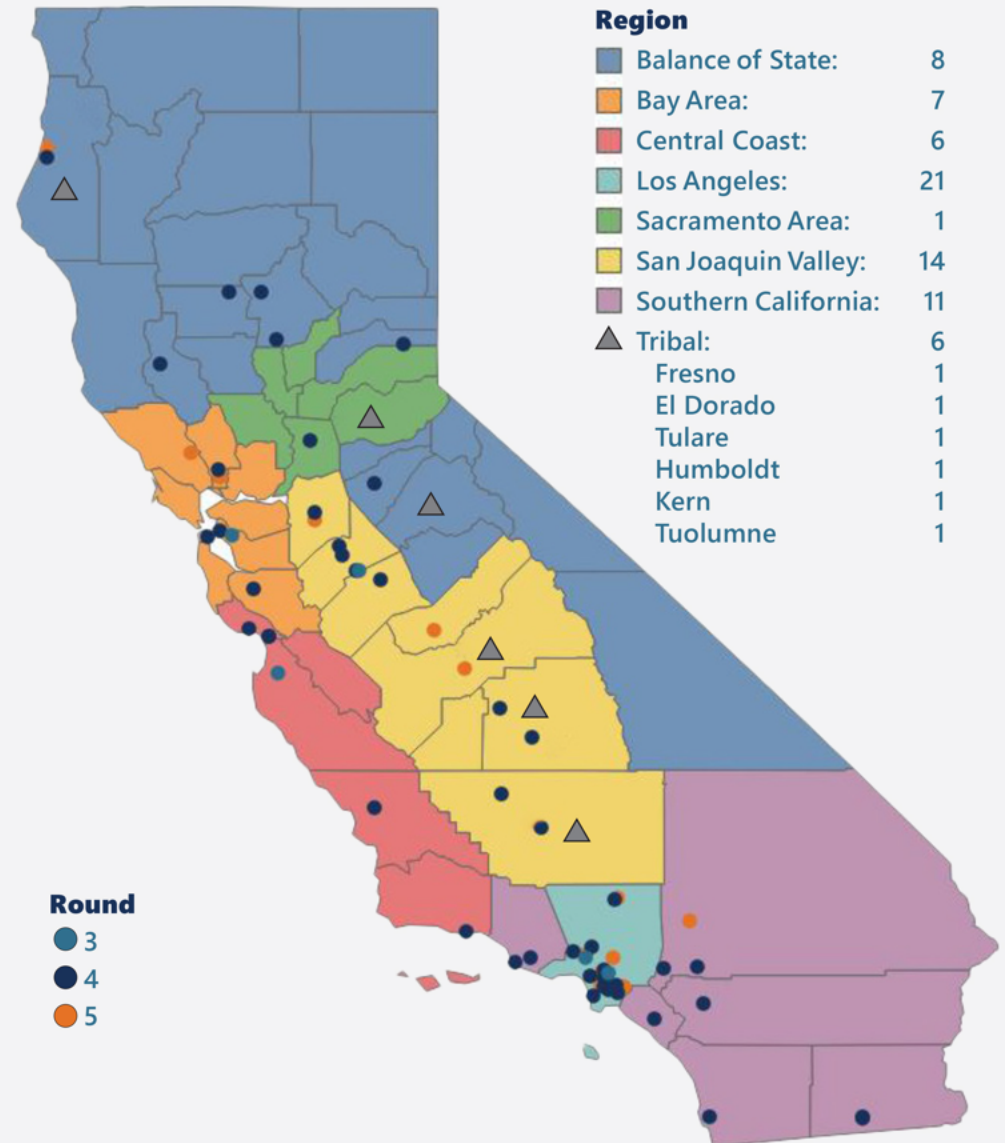 Region
Balance of State: 8
Bay Area: 7
Central Coast: 6
Los Angeles: 21
Sacramento Area: 1
San Joaquin Valley: 14
Southern California: 11
Tribal: 6
Fresno 1
El Dorado 1
Tulare 1
Humboldt 1
Kern 1
Tuolumne 1
Round
3
4
5